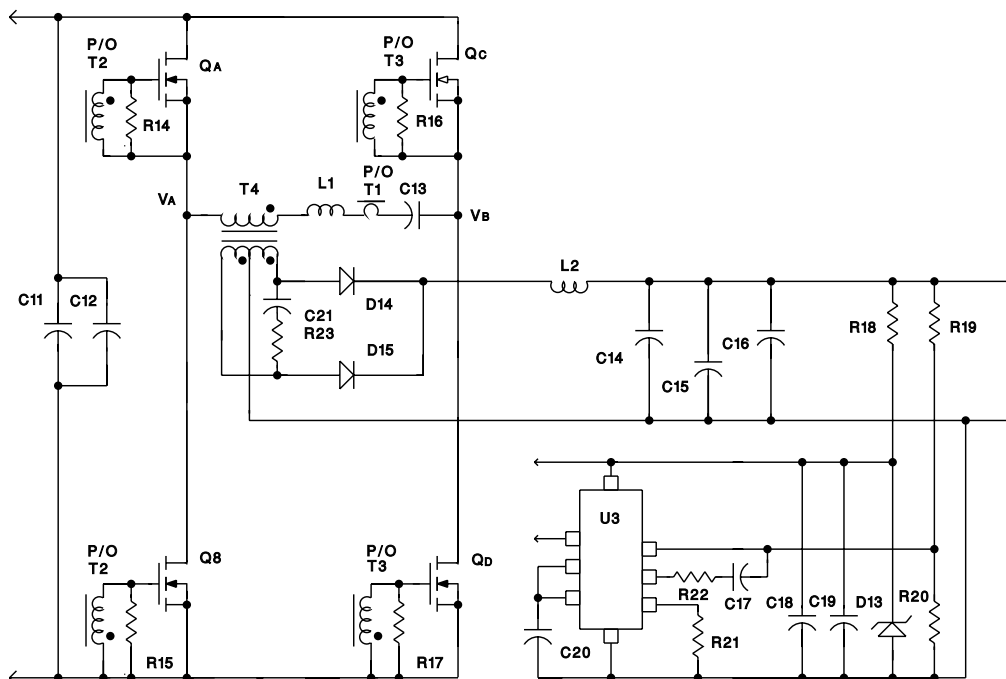 P/O
T2
QA
R14
P/O
T3
QC
R16
VA
T4
L1
P/O
T1
C13
VB
L2
C11
C12
C21
R23
D14
D15
C14
C15
C16
R18
R19
U3
P/O
T2
Q8
R15
P/O
T3
QD
R17
R22
C17
C18
C19
D13
R20
C20
R21